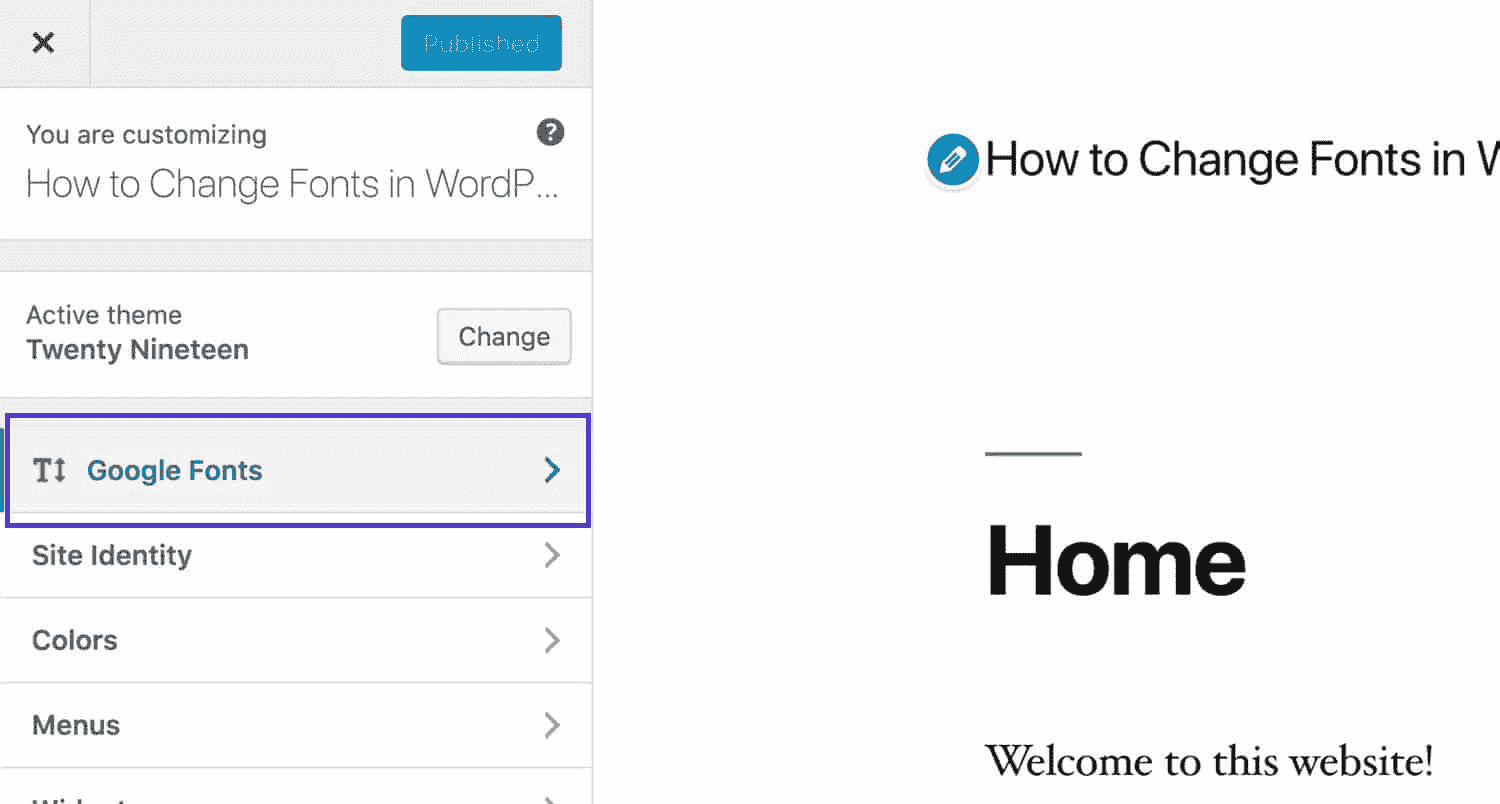 Published
You are customizing
How to Change Fonts in WordP...
Active theme
Twenty Nineteen
Change
Google Fonts
Site Identity
Colors
Menus
How to Change Fonts in W
Home
Welcome to this website!